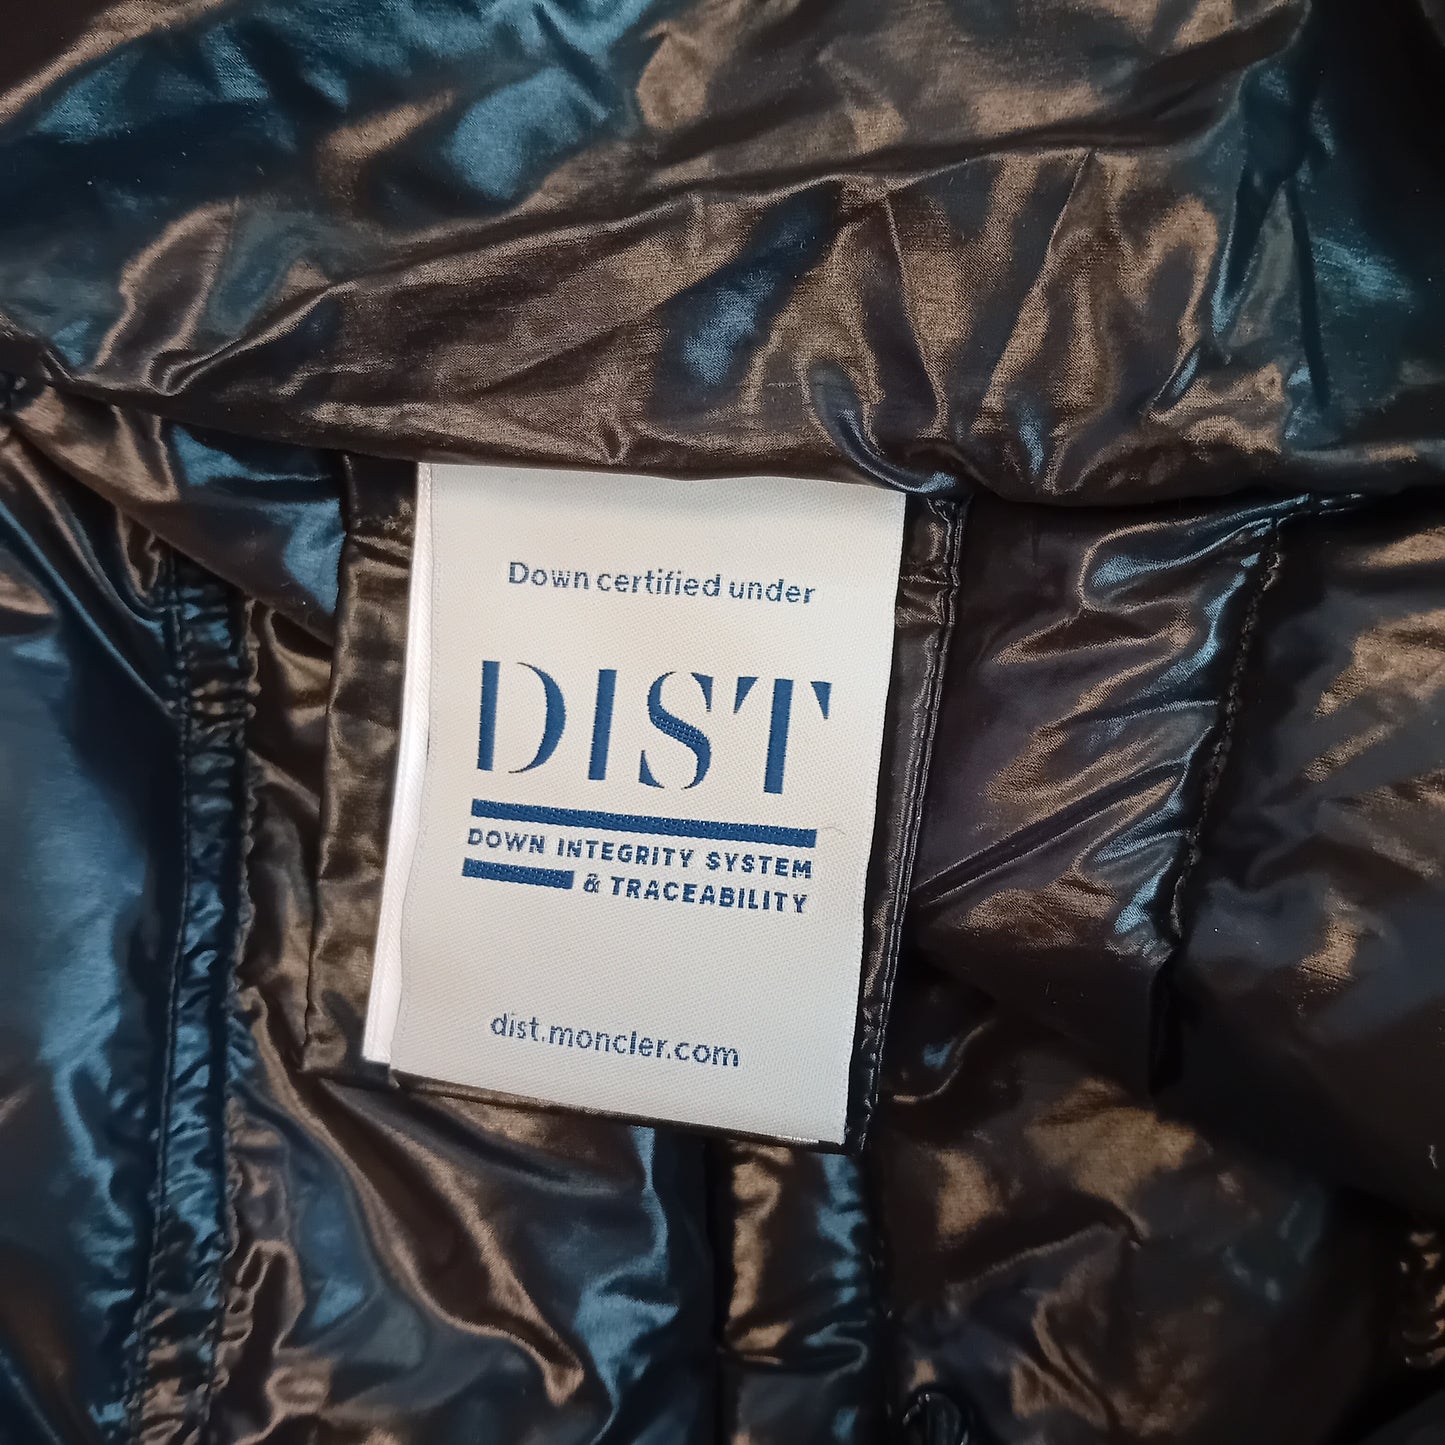 Down certified under
DIST
DOWN INTEGRITY SYSTEM
& TRACEABILITY
dist.moncler.com